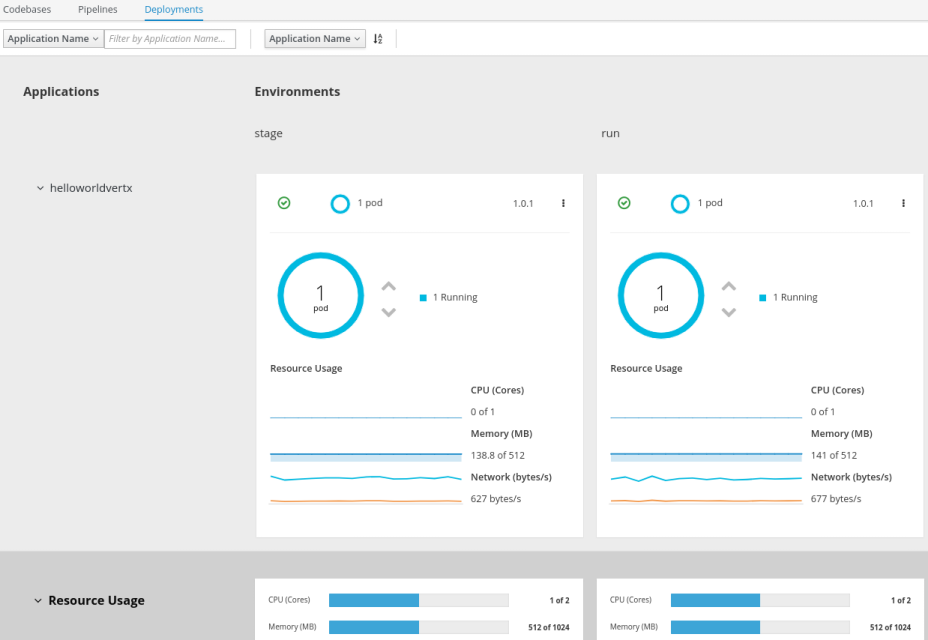 Codebases Pipelines Deployments
Application Name Filter by Application Name... Application Name
Applications Environments
stage run
helloworldvertx
1 pod 1.0.1 1 pod 1.0.1
1 pod 1 Running 1 pod 1 Running
Resource Usage Resource Usage
CPU (Cores) CPU (Cores)
0 of 1 0 of 1
Memory (MB) Memory (MB)
138.8 of 512 141 of 512
Network (bytes/s) Network (bytes/s)
627 bytes/s 677 bytes/s
Resource Usage CPU (Cores) 1 of 2 CPU (Cores) 1 of 2
Memory (MB) 512 of 1024 Memory (MB) 512 of 1024